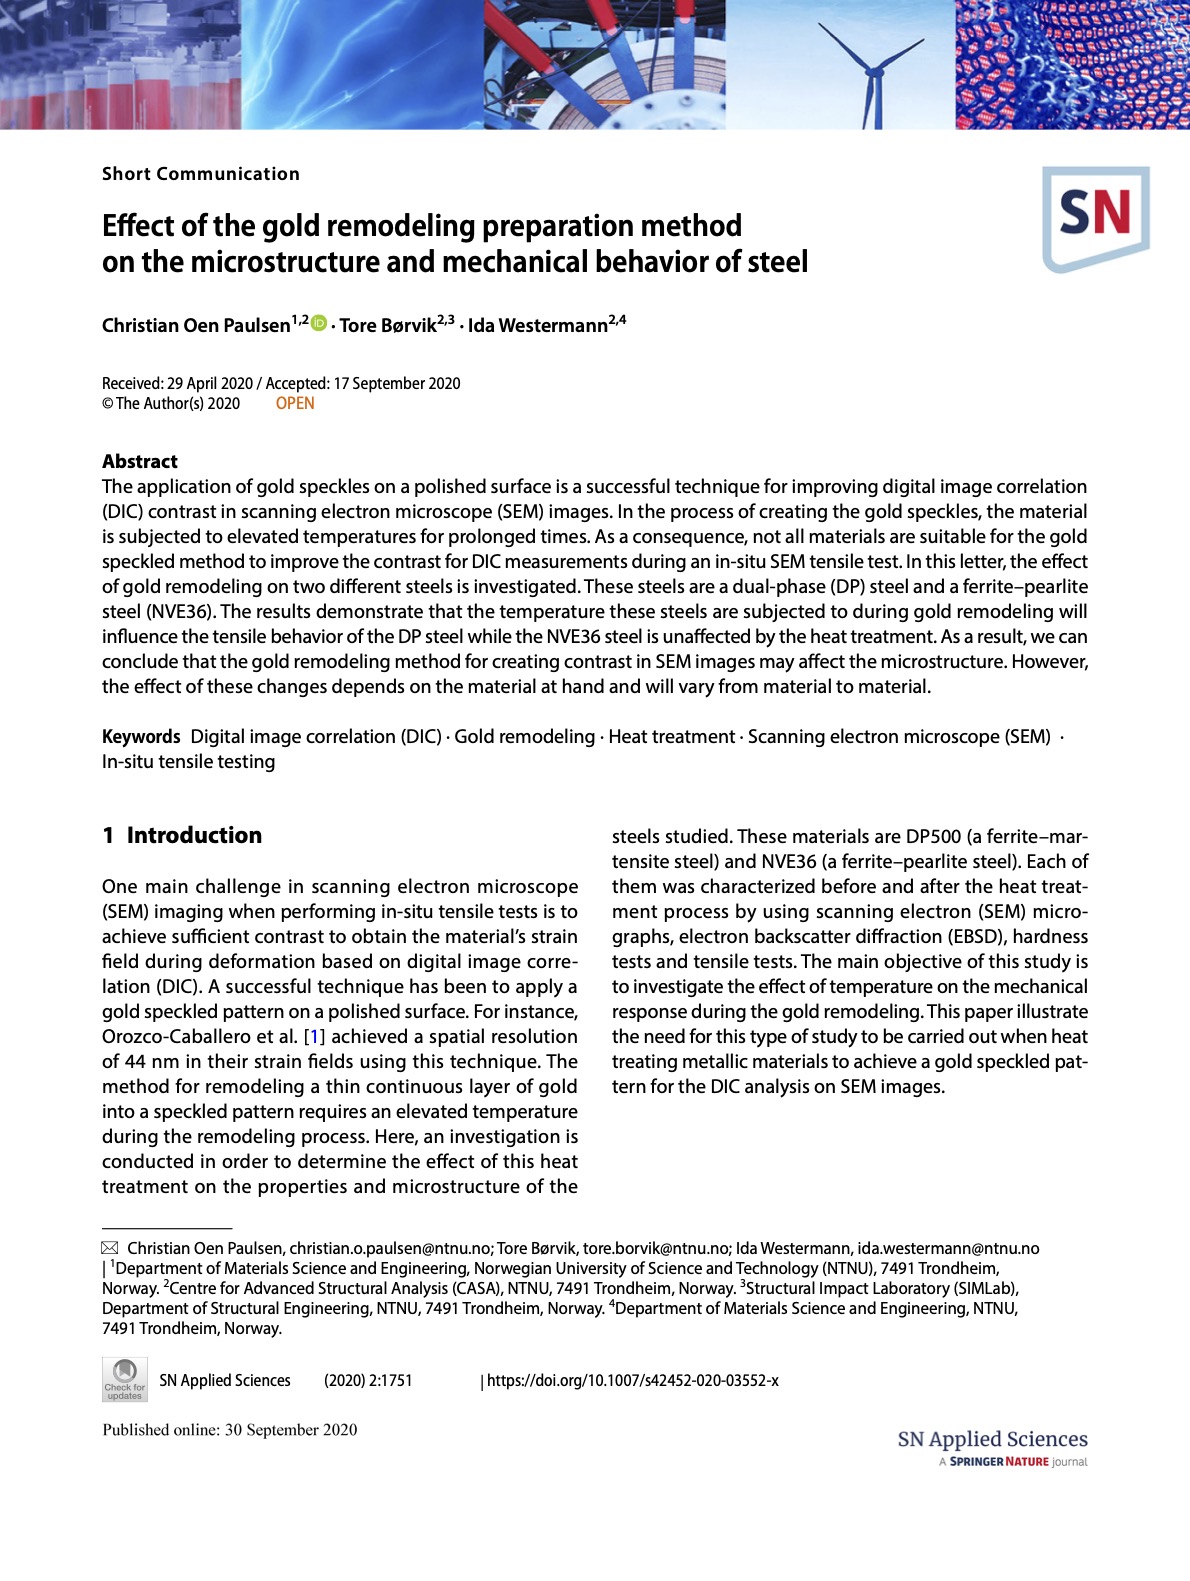 Short Communication
SN
Effect of the gold remodeling preparation method
on the microstructure and mechanical behavior of steel
Christian Oen Paulsen1,2 iD · Tore Børvik2,3 · Ida Westermann2,4
Received: 29 April 2020 / Accepted: 17 September 2020
© The Author(s) 2020 OPEN
Abstract
The application of gold speckles on a polished surface is a successful technique for improving digital image correlation
(DIC) contrast in scanning electron microscope (SEM) images. In the process of creating the gold speckles, the material
is subjected to elevated temperatures for prolonged times. As a consequence, not all materials are suitable for the gold
speckled method to improve the contrast for DIC measurements during an in-situ SEM tensile test. In this letter, the effect
of gold remodeling on two different steels is investigated. These steels are a dual-phase (DP) steel and a ferrite–pearlite
steel (NVE36). The results demonstrate that the temperature these steels are subjected to during gold remodeling will
influence the tensile behavior of the DP steel while the NVE36 steel is unaffected by the heat treatment. As a result, we can
conclude that the gold remodeling method for creating contrast in SEM images may affect the microstructure. However,
the effect of these changes depends on the material at hand and will vary from material to material.
Keywords Digital image correlation (DIC) · Gold remodeling · Heat treatment · Scanning electron microscope (SEM) ·
In-situ tensile testing
1 Introduction
One main challenge in scanning electron microscope
(SEM) imaging when performing in-situ tensile tests is to
achieve sufficient contrast to obtain the material's strain
field during deformation based on digital image corre-
lation (DIC). A successful technique has been to apply a
gold speckled pattern on a polished surface. For instance,
Orozco-Caballero et al. [1] achieved a spatial resolution
of 44 nm in their strain fields using this technique. The
method for remodeling a thin continuous layer of gold
into a speckled pattern requires an elevated temperature
during the remodeling process. Here, an investigation is
conducted in order to determine the effect of this heat
treatment on the properties and microstructure of the
steels studied. These materials are DP500 (a ferrite–mar-
tensite steel) and NVE36 (a ferrite–pearlite steel). Each of
them was characterized before and after the heat treat-
ment process by using scanning electron (SEM) micro-
graphs, electron backscatter diffraction (EBSD), hardness
tests and tensile tests. The main objective of this study is
to investigate the effect of temperature on the mechanical
response during the gold remodeling. This paper illustrate
the need for this type of study to be carried out when heat
treating metallic materials to achieve a gold speckled pat-
tern for the DIC analysis on SEM images.
Christian Oen Paulsen, christian.o.paulsen@ntnu.no; Tore Børvik, tore.borvik@ntnu.no; Ida Westermann, ida.westermann@ntnu.no
| 1Department of Materials Science and Engineering, Norwegian University of Science and Technology (NTNU), 7491 Trondheim,
Norway. 2Centre for Advanced Structural Analysis (CASA), NTNU, 7491 Trondheim, Norway. 3Structural Impact Laboratory (SIMLab),
Department of Structural Engineering, NTNU, 7491 Trondheim, Norway. 4Department of Materials Science and Engineering, NTNU,
7491 Trondheim, Norway.
Check for
updates
SN Applied Sciences (2020) 2:1751 | https://doi.org/10.1007/s42452-020-03552-x
Published online: 30 September 2020
SN Applied Sciences
A SPRINGER NATURE journal